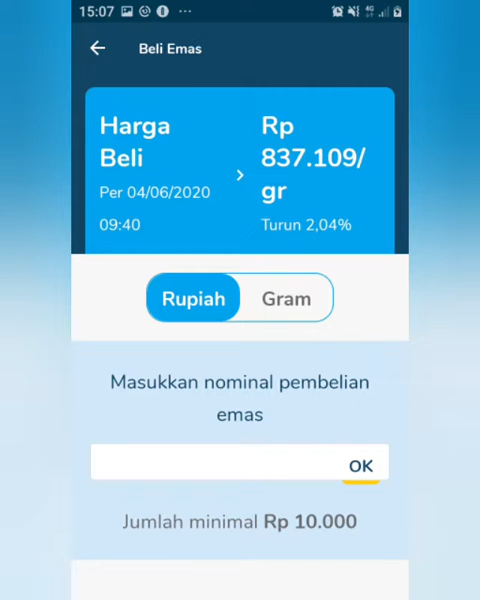 15:07
4G
Beli Emas
Harga
Beli
Per 04/06/2020
09:40
Rp
837.109/
gr
Turun 2,04%
Rupiah
Gram
Masukkan nominal pembelian
emas
OK
Jumlah minimal Rp 10.000